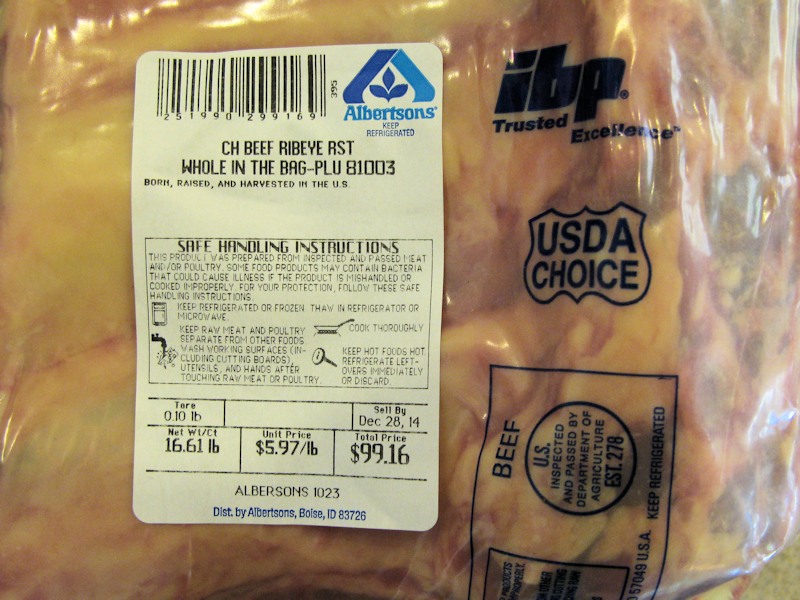 2 51990 299169
395
Albertsons®
KEEP
REFRIGERATED
CH BEEF RIBEYE RST
WHOLE IN THE BAG-PLU 81003
BORN, RAISED, AND HARVESTED IN THE U.S.
SAFE HANDLING INSTRUCTIONS
THIS PRODUCT WAS PREPARED FROM INSPECTED AND PASSED MEAT
AND/OR POULTRY. SOME FOOD PRODUCTS MAY CONTAIN BACTERIA
THAT COULD CAUSE ILLNESS IF THE PRODUCT IS MISHANDLED OR
COOKED IMPROPERLY. FOR YOUR PROTECTION, FOLLOW THESE SAFE
HANDLING INSTRUCTIONS.
KEEP REFRIGERATED OR FROZEN. THAW IN REFRIGERATOR OR
MICROWAVE.
KEEP RAW MEAT AND POULTRY
SEPARATE FROM OTHER FOODS.
WASH WORKING SURFACES (IN-
CLUDING CUTTING BOARDS),
UTENSILS, AND HANDS AFTER
TOUCHING RAW MEAT OR POULTRY.
COOK THOROUGHLY
KEEP HOT FOODS HOT.
REFRIGERATE LEFT-
OVERS IMMEDIATELY
OR DISCARD.
Tare
0.10 lb
Sell By
Dec 28, 14
Net Wt/Ct
16.61 lb
Unit Price
$5.97/lb
Total Price
$99.16
ALBERSONS 1023
Dist. by Albertsons, Boise, ID 83726
ibp®
Trusted Excellence™
USDA
CHOICE
BEEF
U.S.
INSPECTED
AND PASSED BY
DEPARTMENT OF
AGRICULTURE
EST. 278
KEEP REFRIGERATED
57049 U.S.A.
PRODUCTS